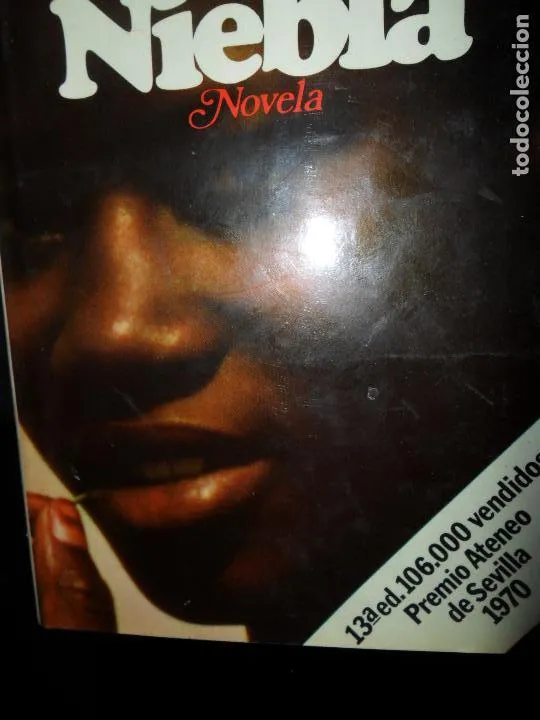 Niebla
Novela
13ª ed. 106.000 vendidos
Premio Ateneo
de Sevilla
1970
todocoleccion